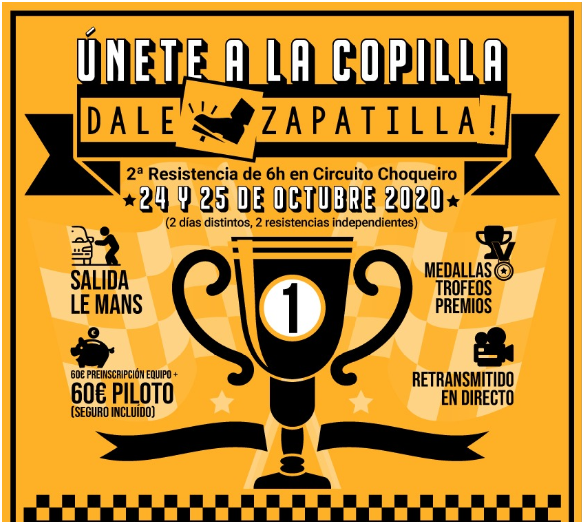 ÚNETE A LA COPILLA
DALE ZAPATILLA!
2ª Resistencia de 6h en Circuito Choqueiro
24 Y 25 DE OCTUBRE 2020
(2 días distintos, 2 resistencias independientes)
SALIDA
LE MANS
MEDALLAS
TROFEOS
PREMIOS
1
60€ PREINSCRIPCIÓN EQUIPO +
60€ PILOTO
(SEGURO INCLUÍDO)
RETRANSMITIDO
EN DIRECTO